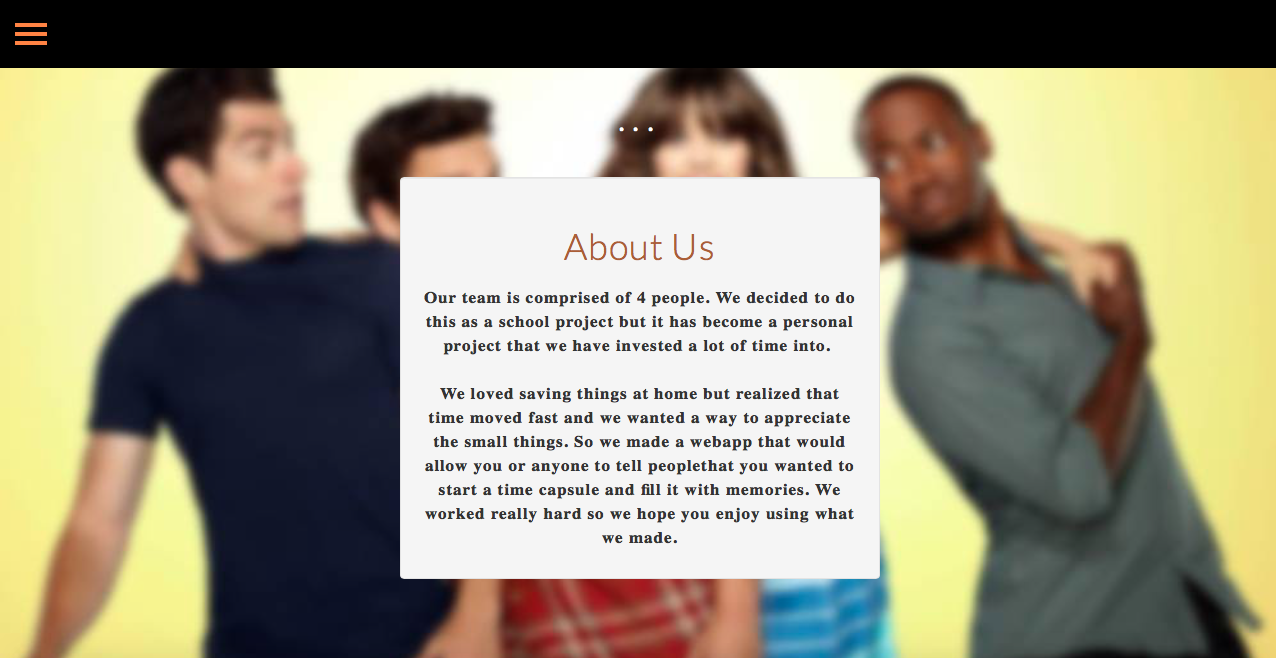 ...
About Us
Our team is comprised of 4 people. We decided to do
this as a school project but it has become a personal
project that we have invested a lot of time into.
We loved saving things at home but realized that
time moved fast and we wanted a way to appreciate
the small things. So we made a webapp that would
allow you or anyone to tell peoplethat you wanted to
start a time capsule and fill it with memories. We
worked really hard so we hope you enjoy using what
we made.